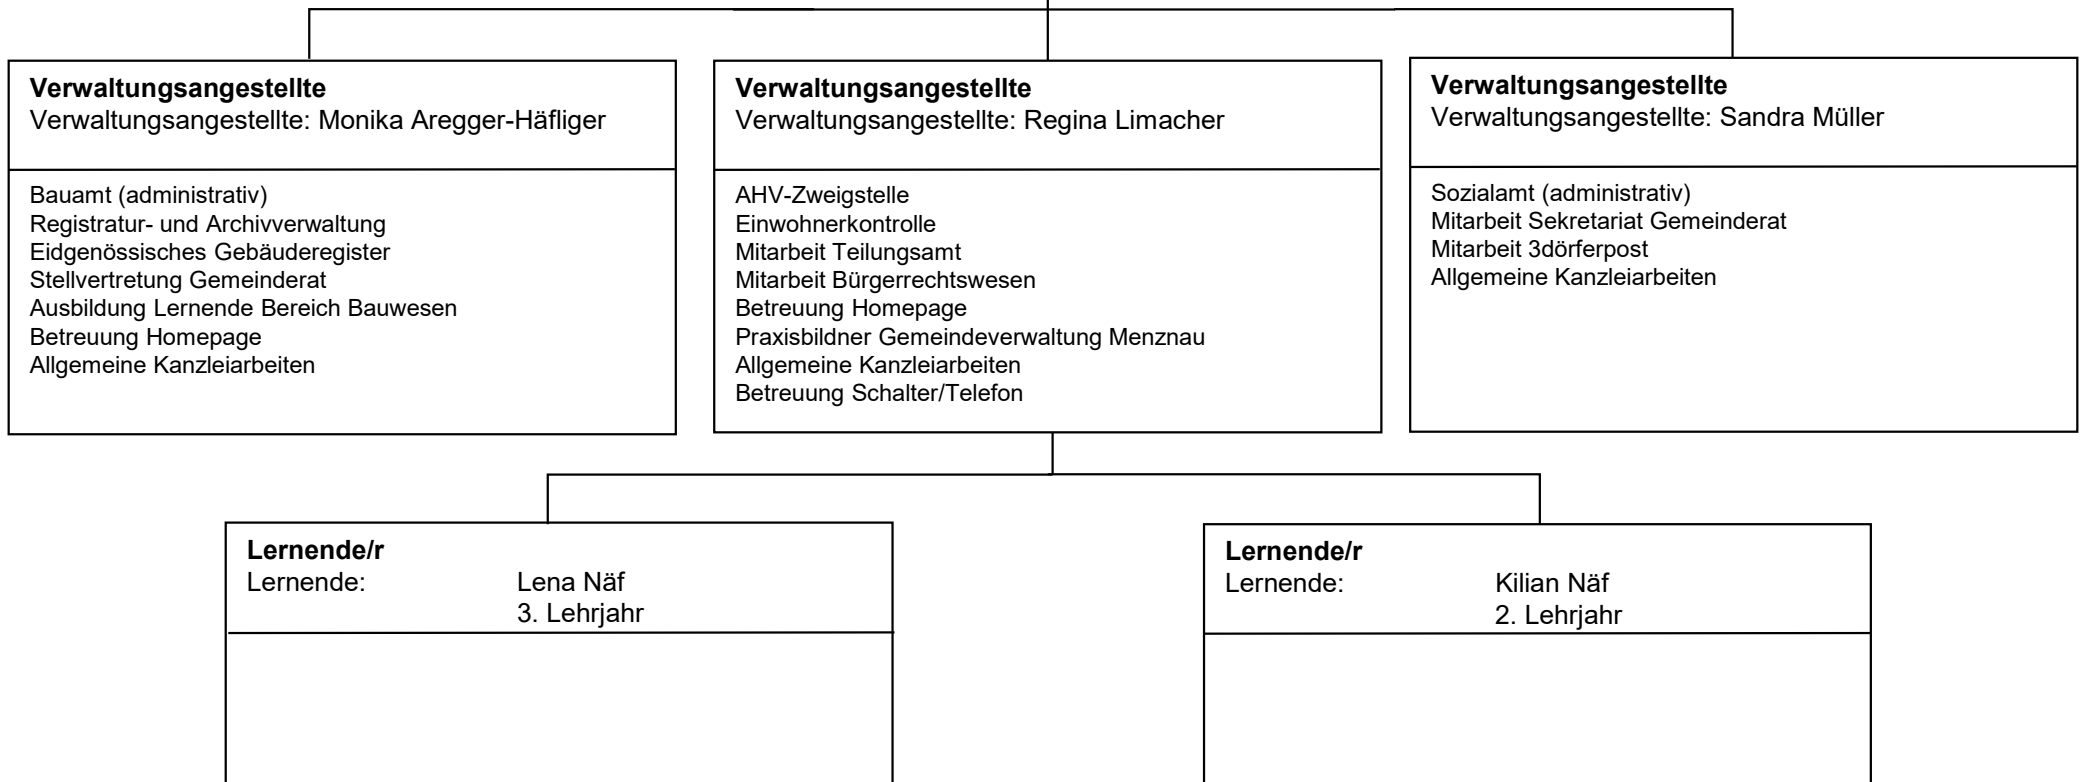 Verwaltungsangestellte
Verwaltungsangestellte: Monika Aregger-Häfliger
Bauamt (administrativ)
Registratur- und Archivverwaltung
Eidgenössisches Gebäuderegister
Stellvertretung Gemeinderat
Ausbildung Lernende Bereich Bauwesen
Betreuung Homepage
Allgemeine Kanzleiarbeiten
Verwaltungsangestellte
Verwaltungsangestellte: Regina Limacher
AHV-Zweigstelle
Einwohnerkontrolle
Mitarbeit Teilungsamt
Mitarbeit Bürgerrechtswesen
Betreuung Homepage
Praxisbildner Gemeindeverwaltung Menznau
Allgemeine Kanzleiarbeiten
Betreuung Schalter/Telefon
Verwaltungsangestellte
Verwaltungsangestellte: Sandra Müller
Sozialamt (administrativ)
Mitarbeit Sekretariat Gemeinderat
Mitarbeit 3dörferpost
Allgemeine Kanzleiarbeiten
Lernende/r
Lernende: Lena Näf
3. Lehrjahr
Lernende/r
Lernende: Kilian Näf
2. Lehrjahr